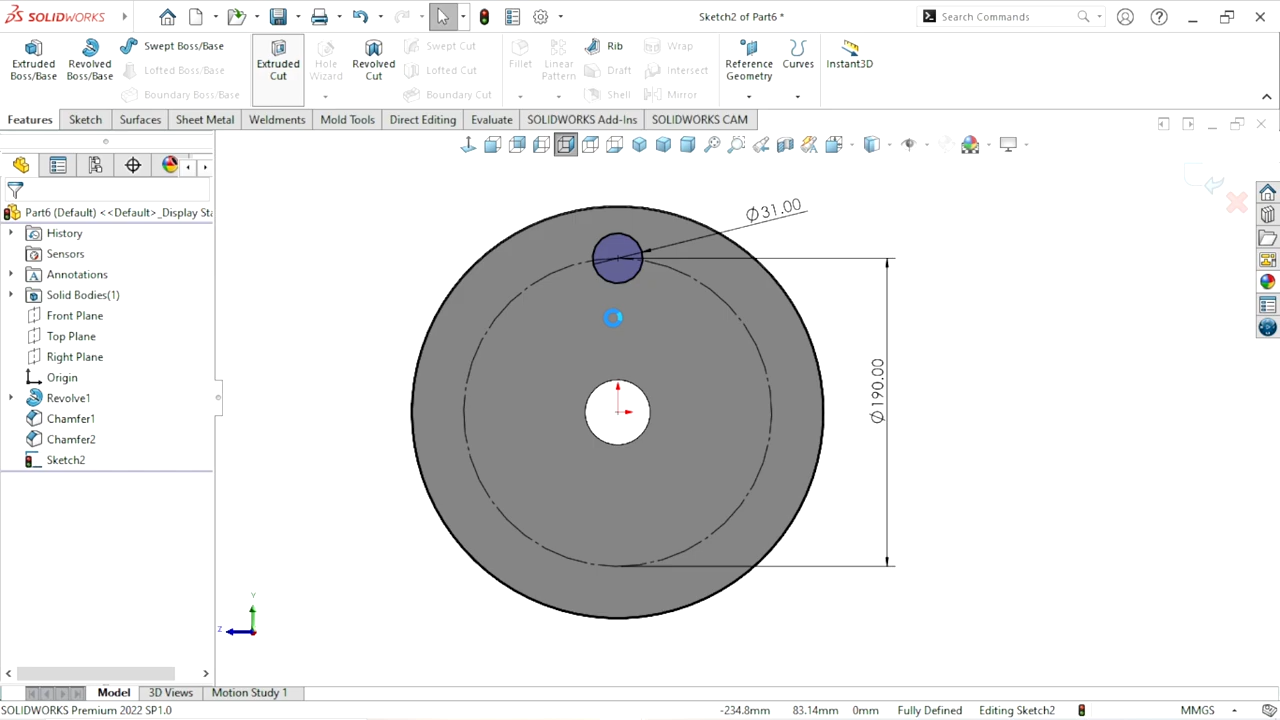 SOLIDWORKS
Sketch2 of Part6 *
Search Commands
Extruded Boss/Base
Revolved Boss/Base
Swept Boss/Base
Lofted Boss/Base
Boundary Boss/Base
Extruded Cut
Hole Wizard
Revolved Cut
Swept Cut
Lofted Cut
Boundary Cut
Fillet
Linear Pattern
Rib
Draft
Shell
Wrap
Intersect
Mirror
Reference Geometry
Curves
Instant3D
Features
Sketch
Surfaces
Sheet Metal
Weldments
Mold Tools
Direct Editing
Evaluate
SOLIDWORKS Add-Ins
SOLIDWORKS CAM
Part6 (Default) <<Default>_Display Sta
History
Sensors
Annotations
Solid Bodies(1)
Front Plane
Top Plane
Right Plane
Origin
Revolve1
Chamfer1
Chamfer2
Sketch2
Ø31.00
Ø190.00
Y
Z
Model
3D Views
Motion Study 1
SOLIDWORKS Premium 2022 SP1.0
-234.8mm
83.14mm
0mm
Fully Defined
Editing Sketch2
MMGS